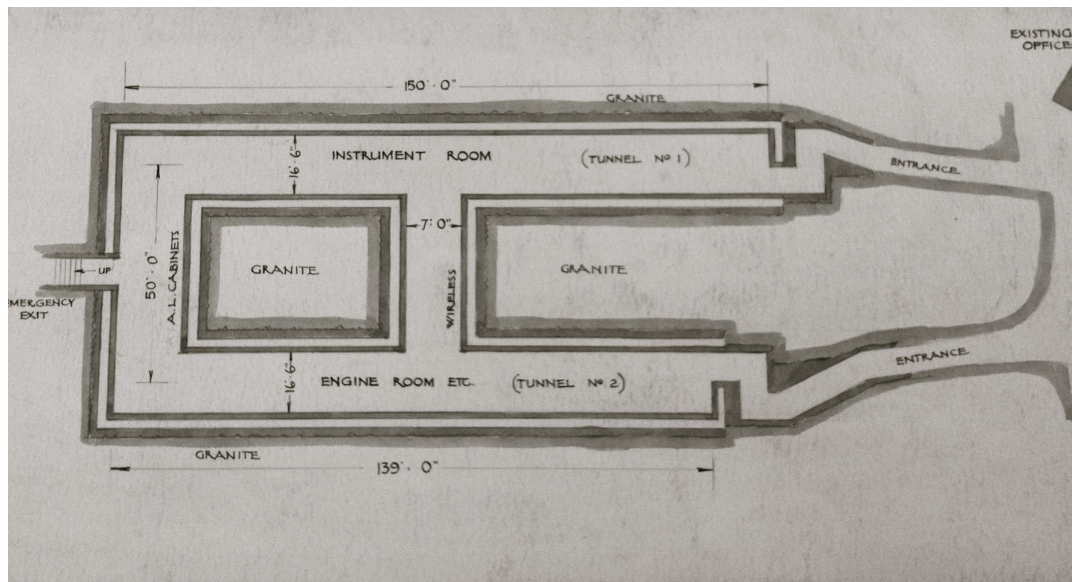 EXISTING
OFFICE
150'·0"
GRANITE
INSTRUMENT ROOM
(TUNNEL Nº 1)
16'·6"
ENTRANCE
7'·0"
GRANITE
GRANITE
A.L. CABINETS
WIRELESS
50'·0"
UP
EMERGENCY
EXIT
ENTRANCE
16'·6"
ENGINE ROOM ETC.
(TUNNEL Nº 2)
GRANITE
139'·0"